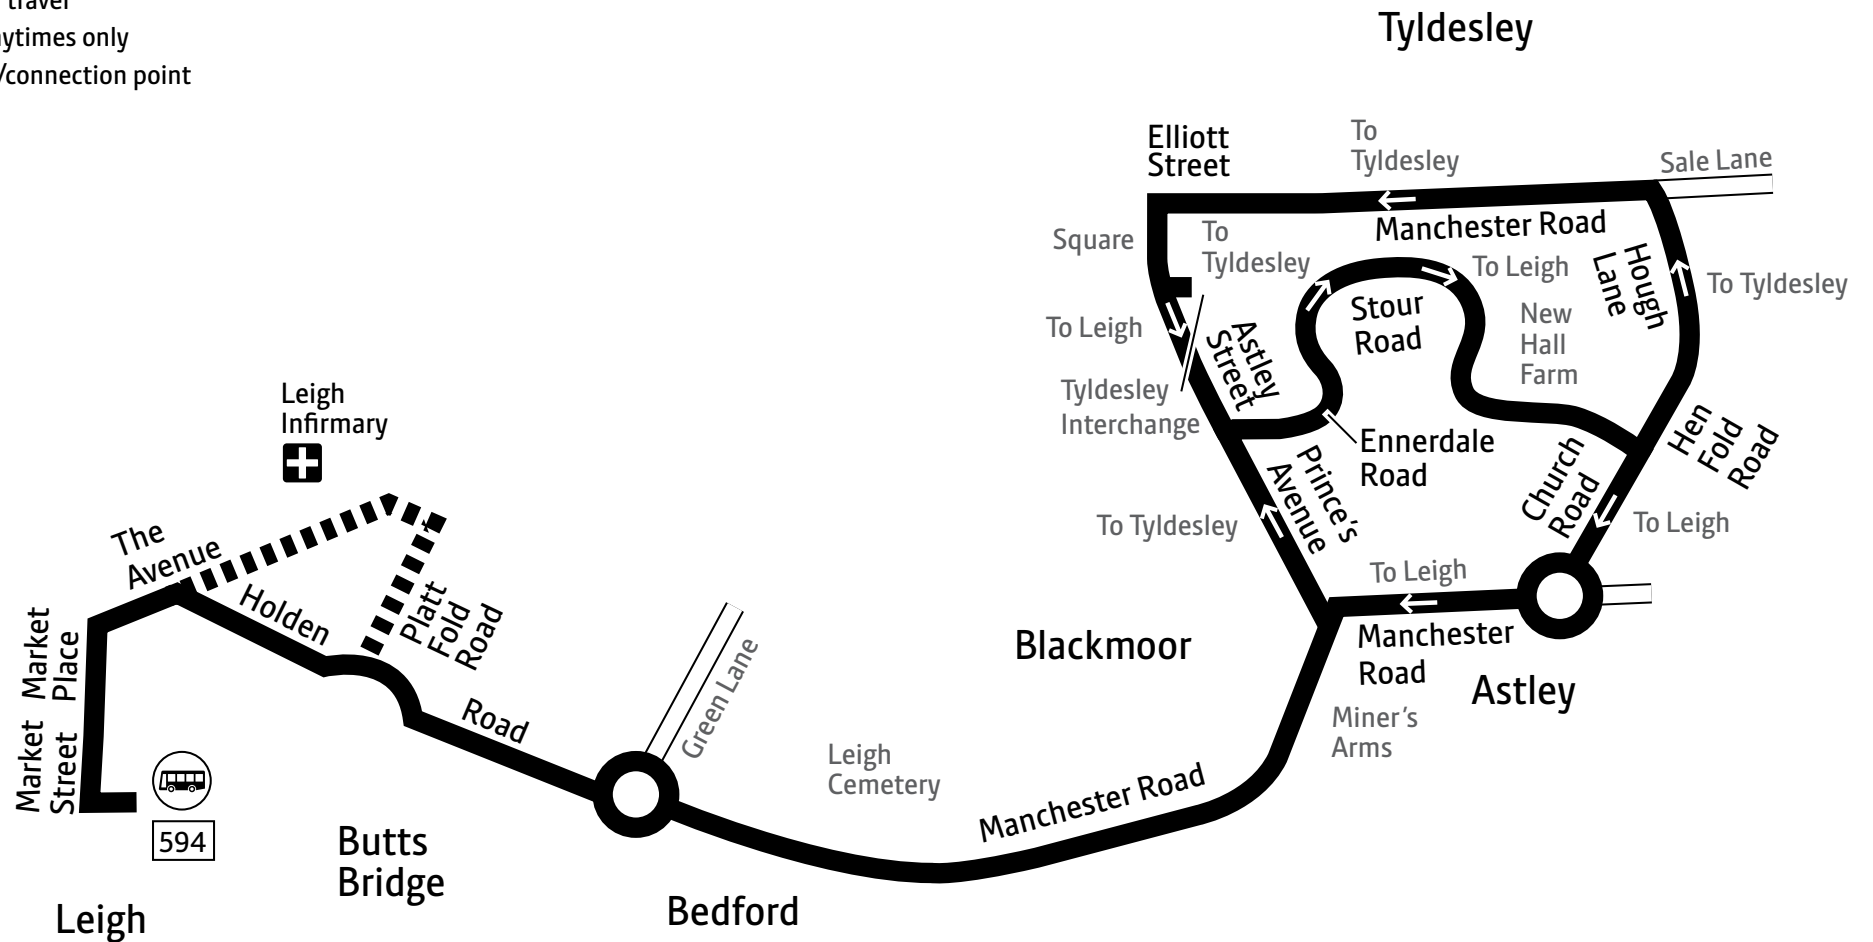 travel
ytimes only
/connection point
Tyldesley
Elliott
Street
To
Tyldesley
Sale Lane
Square
To
Tyldesley
Manchester Road
To Leigh
Hough
Lane
To Tyldesley
Stour
Road
New
Hall
Farm
To Leigh
Astley
Street
Tyldesley
Interchange
Ennerdale
Road
Hen
Fold
Road
Church
Road
Prince's
Avenue
To Tyldesley
To Leigh
To Leigh
Manchester
Road
Astley
Blackmoor
Miner's
Arms
Leigh
Infirmary
The
Avenue
Holden
Platt
Fold
Road
Market
Place
Market
Street
Road
Green Lane
Leigh
Cemetery
Manchester Road
594
Butts
Bridge
Bedford
Leigh